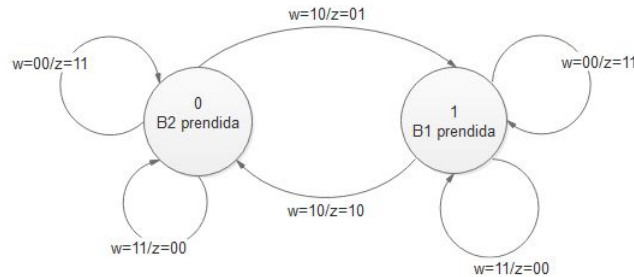 w=10/z=01
w=00/z=11
w=00/z=11
0
B2 prendida
1
B1 prendida
w=10/z=10
w=11/z=00
w=11/z=00